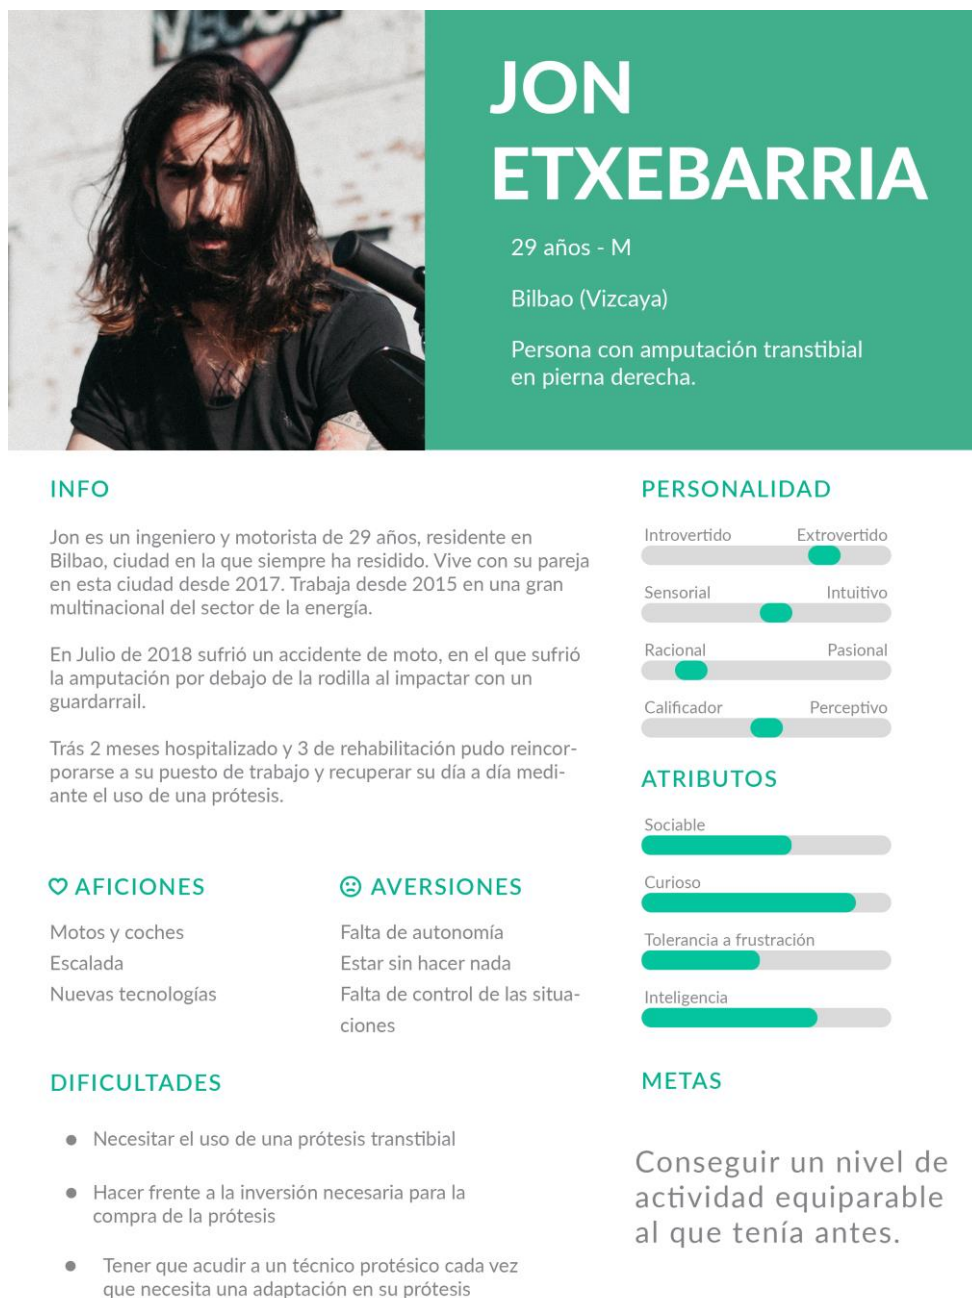 JON
ETXEBARRIA
29 años - M
Bilbao (Vizcaya)
Persona con amputación transtibial
en pierna derecha.
INFO
Jon es un ingeniero y motorista de 29 años, residente en
Bilbao, ciudad en la que siempre ha residido. Vive con su pareja
en esta ciudad desde 2017. Trabaja desde 2015 en una gran
multinacional del sector de la energía.
En Julio de 2018 sufrió un accidente de moto, en el que sufrió
la amputación por debajo de la rodilla al impactar con un
guardarrail.
Trás 2 meses hospitalizado y 3 de rehabilitación pudo reincor-
porarse a su puesto de trabajo y recuperar su día a día medi-
ante el uso de una prótesis.
AFICIONES
Motos y coches
Escalada
Nuevas tecnologías
AVERSIONES
Falta de autonomía
Estar sin hacer nada
Falta de control de las situa-
ciones
DIFICULTADES
Necesitar el uso de una prótesis transtibial
Hacer frente a la inversión necesaria para la
compra de la prótesis
Tener que acudir a un técnico protésico cada vez
que necesita una adaptación en su prótesis
PERSONALIDAD
Introvertido Extrovertido
Sensorial Intuitivo
Racional Pasional
Calificador Perceptivo
ATRIBUTOS
Sociable
Curioso
Tolerancia a frustración
Inteligencia
METAS
Conseguir un nivel de
actividad equiparable
al que tenía antes.